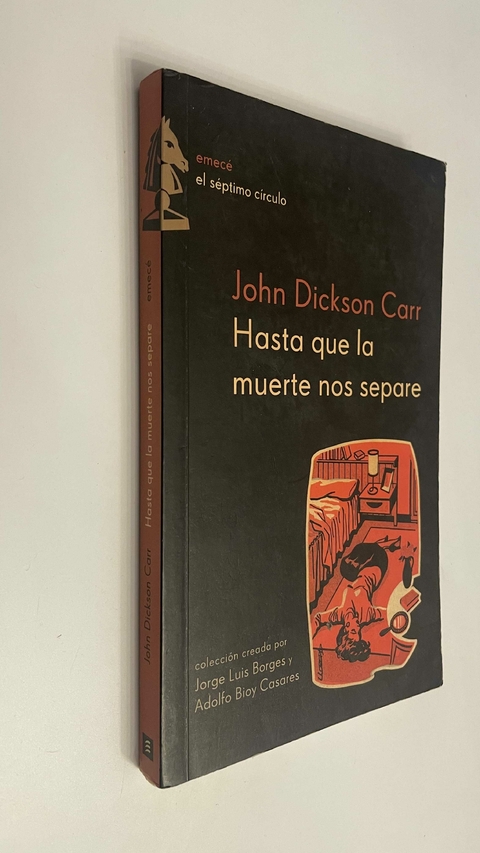 emecé
el séptimo círculo
John Dickson Carr
Hasta que la
muerte nos separe
colección creada por
Jorge Luis Borges y
Adolfo Bioy Casares
John Dickson Carr Hasta que la muerte nos separe emecé